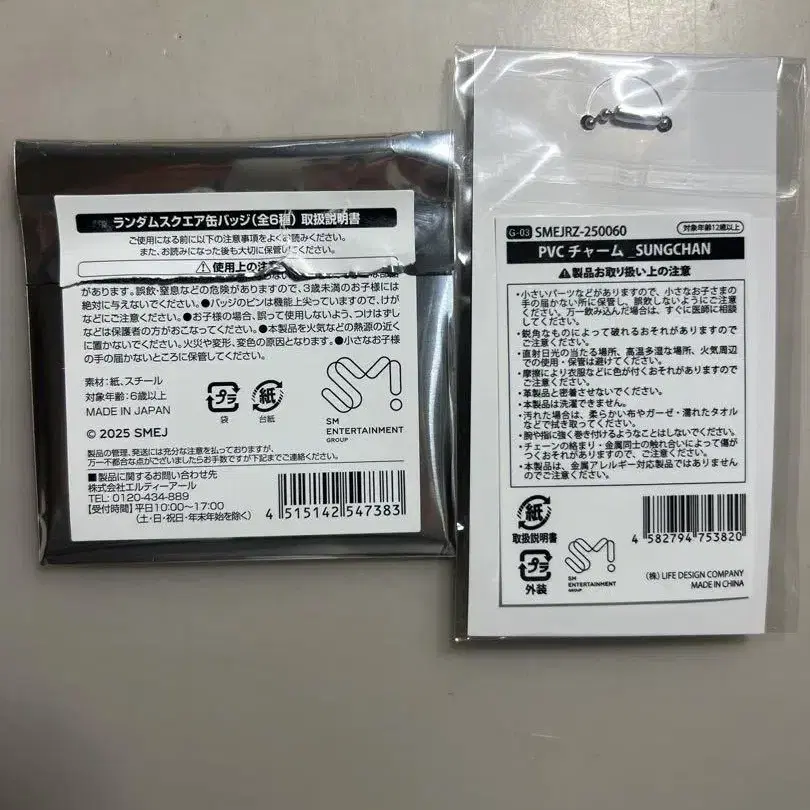 ランダムスクエア缶バッジ(全6種) 取扱説明書
ご使用になる前に以下の注意事項をよくお読みください。
また、お読みになった後も大切に保管してください。
⚠使用上の注
があります。誤飲・窒息などの危険がありますので、3歳未満のお子様には
絶対に与えないでください。●バッジのピンは機能上尖っていますので、けが
などにご注意ください。●お子様の場合、誤って使用しないよう、つけはずし
などは保護者の方がおこなってください。●本製品を火気などの熱源の近く
に置かないでください。火災や変形、変色の原因となります。●小さなお子様
の手の届かないところに保管してください。
素材:紙、スチール
対象年齢:6歳以上
MADE IN JAPAN
© 2025 SMEJ
プラ
袋
紙
台紙
SM
ENTERTAINMENT
GROUP
製品の管理、発送には充分な注意を払っておりますが、
万一不都合な点がございましたらお手数ですが下記までご連絡ください。
■製品に関するお問い合わせ先
株式会社エルティーアール
TEL: 0120-434-889
【受付時間】平日10:00〜17:00
(土・日・祝日・年末年始を除く)
4 515142 547383
G-03 SMEJRZ-250060
対象年齢12歳以上
PVC チャーム _SUNGCHAN
⚠製品お取り扱い上の注意
・小さいパーツなどがありますので、小さなお子さまの
手の届かない所に保管し、誤飲しないようにご注意
ください。万一飲み込んだ場合は、すぐに医師に相談
してください。
・鋭角なものによって破れるおそれがありますので
ご注意ください。
・直射日光の当たる場所、高温多湿な場所、火気周辺
での使用・保管は避けてください。
・摩擦により衣服などに色が付くおそれがありますので
ご注意ください。
・革製品と密着させないでください。
・本製品は洗濯できません。
・汚れた場合は、柔らかい布やガーゼ・濡れたタオル
などで拭き取ってください。
・腕や指に強く巻き付けるようなことはしないでください。
・チェーンの絡まり・金属同士の触れ合いによって傷が
つくおそれがありますので、ご注意ください。
・本製品は、金属アレルギー対応製品ではありません
のでご注意ください。
紙
取扱説明書
プラ
外装
SM
ENTERTAINMENT
GROUP
4 582794 753820
(株) LIFE DESIGN COMPANY
MADE IN CHINA